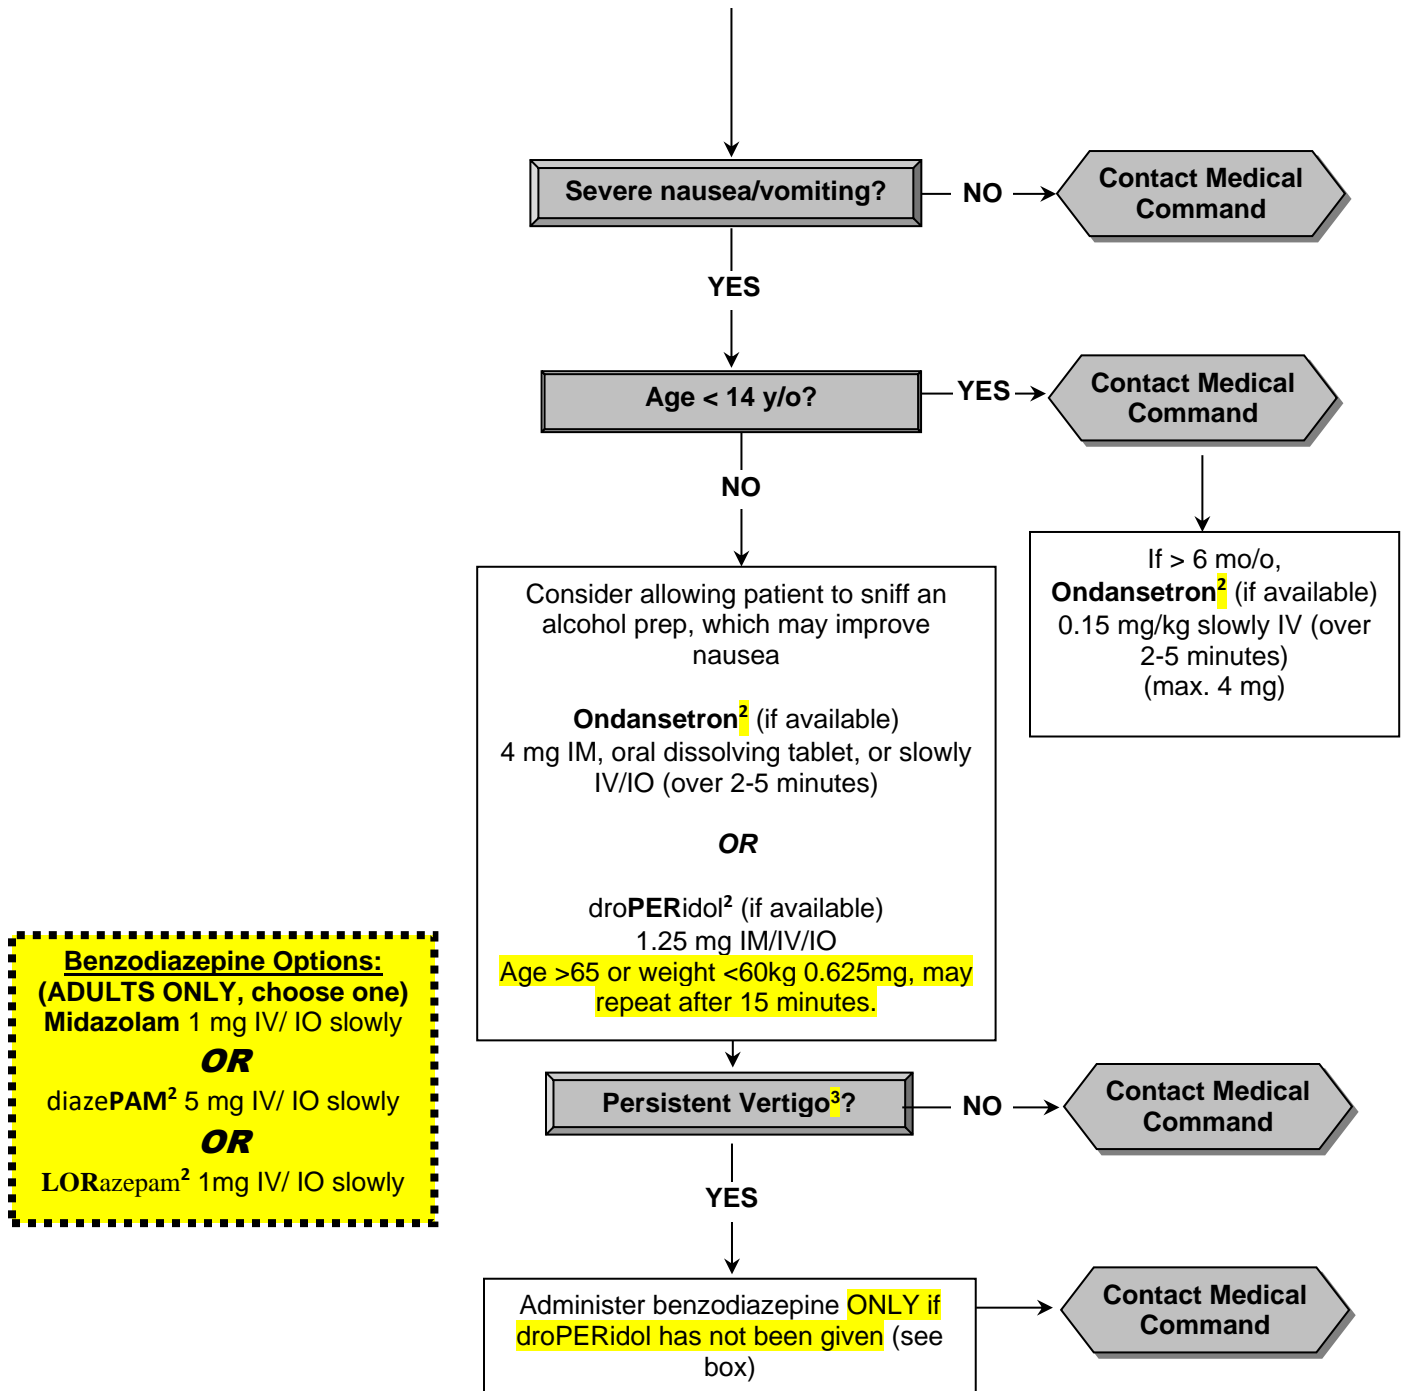 Severe nausea/vomiting?
NO
Contact Medical
Command
YES
Age < 14 y/o?
YES
Contact Medical
Command
NO
If > 6 mo/o,
Ondansetron² (if available)
0.15 mg/kg slowly IV (over
2-5 minutes)
(max. 4 mg)
Consider allowing patient to sniff an
alcohol prep, which may improve
nausea
Ondansetron² (if available)
4 mg IM, oral dissolving tablet, or slowly
IV/IO (over 2-5 minutes)
OR
droPERidol² (if available)
1.25 mg IM/IV/IO
Age >65 or weight <60kg 0.625mg, may
repeat after 15 minutes.
Benzodiazepine Options:
(ADULTS ONLY, choose one)
Midazolam 1 mg IV/ IO slowly
OR
diazePAM² 5 mg IV/ IO slowly
OR
LORazepam² 1mg IV/ IO slowly
Persistent Vertigo³?
NO
Contact Medical
Command
YES
Administer benzodiazepine ONLY if
droPERidol has not been given (see
box)
Contact Medical
Command